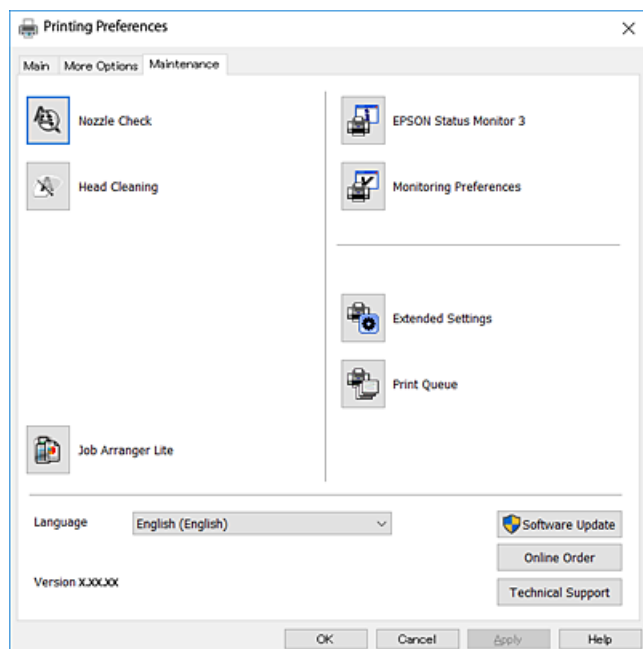 Printing Preferences
Main More Options Maintenance
Nozzle Check
EPSON Status Monitor 3
Head Cleaning
Monitoring Preferences
Extended Settings
Print Queue
Job Arranger Lite
Language English (English) Software Update
Online Order
Version X.XX.XX
Technical Support
OK Cancel Apply Help